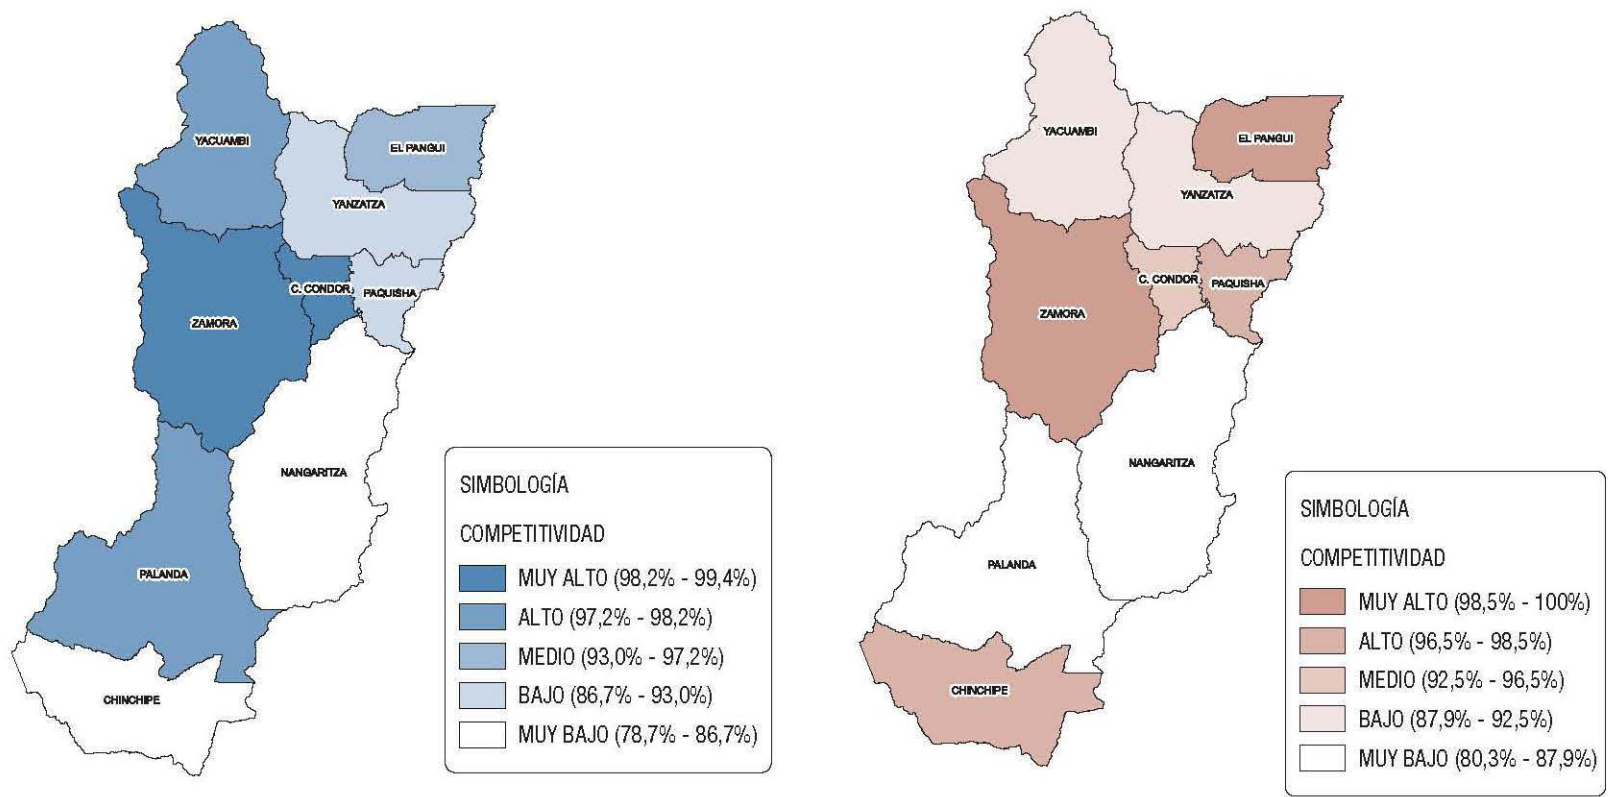 YACUAMBI
EL PANGUI
YANZATZA
C. CONDOR
PAQUISHA
ZAMORA
NANGARITZA
PALANDA
CHINCHIPE
SIMBOLOGÍA
COMPETITIVIDAD
MUY ALTO (98,2% - 99,4%)
ALTO (97,2% - 98,2%)
MEDIO (93,0% - 97,2%)
BAJO (86,7% - 93,0%)
MUY BAJO (78,7% - 86,7%)
YACUAMBI
EL PANGUI
YANZATZA
C. CONDOR
PAQUISHA
ZAMORA
NANGARITZA
PALANDA
CHINCHIPE
SIMBOLOGÍA
COMPETITIVIDAD
MUY ALTO (98,5% - 100%)
ALTO (96,5% - 98,5%)
MEDIO (92,5% - 96,5%)
BAJO (87,9% - 92,5%)
MUY BAJO (80,3% - 87,9%)